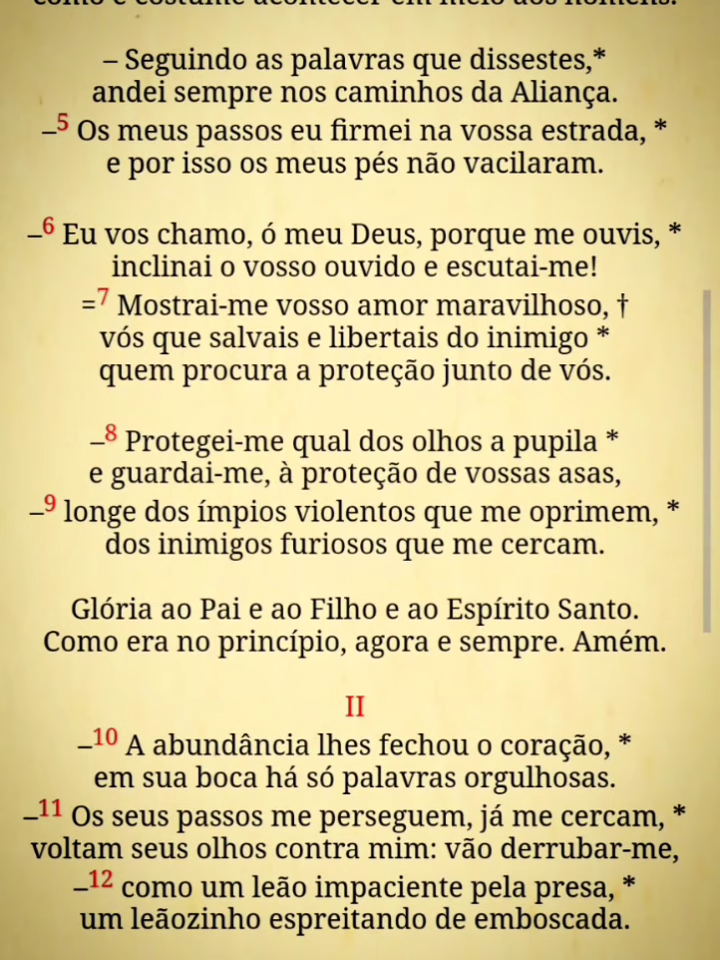 como é costume acontecer em meio aos homens.
– Seguindo as palavras que dissestes,*
andei sempre nos caminhos da Aliança.
–5 Os meus passos eu firmei na vossa estrada, *
e por isso os meus pés não vacilaram.
–6 Eu vos chamo, ó meu Deus, porque me ouvis, *
inclinai o vosso ouvido e escutai-me!
=7 Mostrai-me vosso amor maravilhoso, †
vós que salvais e libertais do inimigo *
quem procura a proteção junto de vós.
–8 Protegei-me qual dos olhos a pupila *
e guardai-me, à proteção de vossas asas,
–9 longe dos ímpios violentos que me oprimem, *
dos inimigos furiosos que me cercam.
Glória ao Pai e ao Filho e ao Espírito Santo.
Como era no princípio, agora e sempre. Amém.
II
–10 A abundância lhes fechou o coração, *
em sua boca há só palavras orgulhosas.
–11 Os seus passos me perseguem, já me cercam, *
voltam seus olhos contra mim: vão derrubar-me,
–12 como um leão impaciente pela presa, *
um leãozinho espreitando de emboscada.